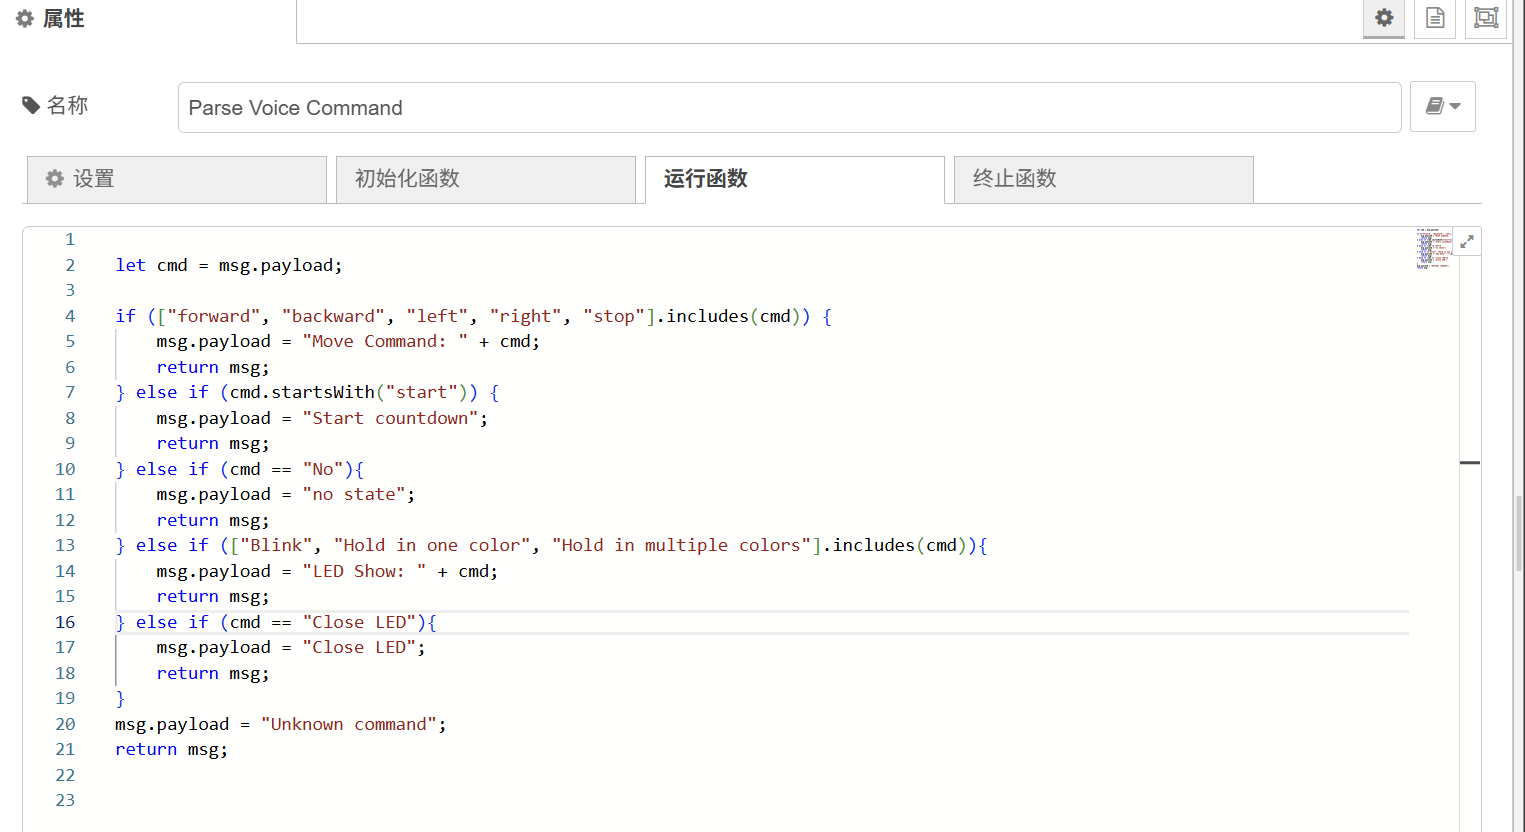 属性
名称
Parse Voice Command
设置
初始化函数
运行函数
终止函数
1
2 let cmd = msg.payload;
3
4 if (["forward", "backward", "left", "right", "stop"].includes(cmd)) {
5     msg.payload = "Move Command: " + cmd;
6     return msg;
7 } else if (cmd.startsWith("start")) {
8     msg.payload = "Start countdown";
9     return msg;
10 } else if (cmd == "No"){
11     msg.payload = "no state";
12     return msg;
13 } else if (["Blink", "Hold in one color", "Hold in multiple colors"].includes(cmd)){
14     msg.payload = "LED Show: " + cmd;
15     return msg;
16 } else if (cmd == "Close LED"){
17     msg.payload = "Close LED";
18     return msg;
19 }
20 msg.payload = "Unknown command";
21 return msg;
22
23